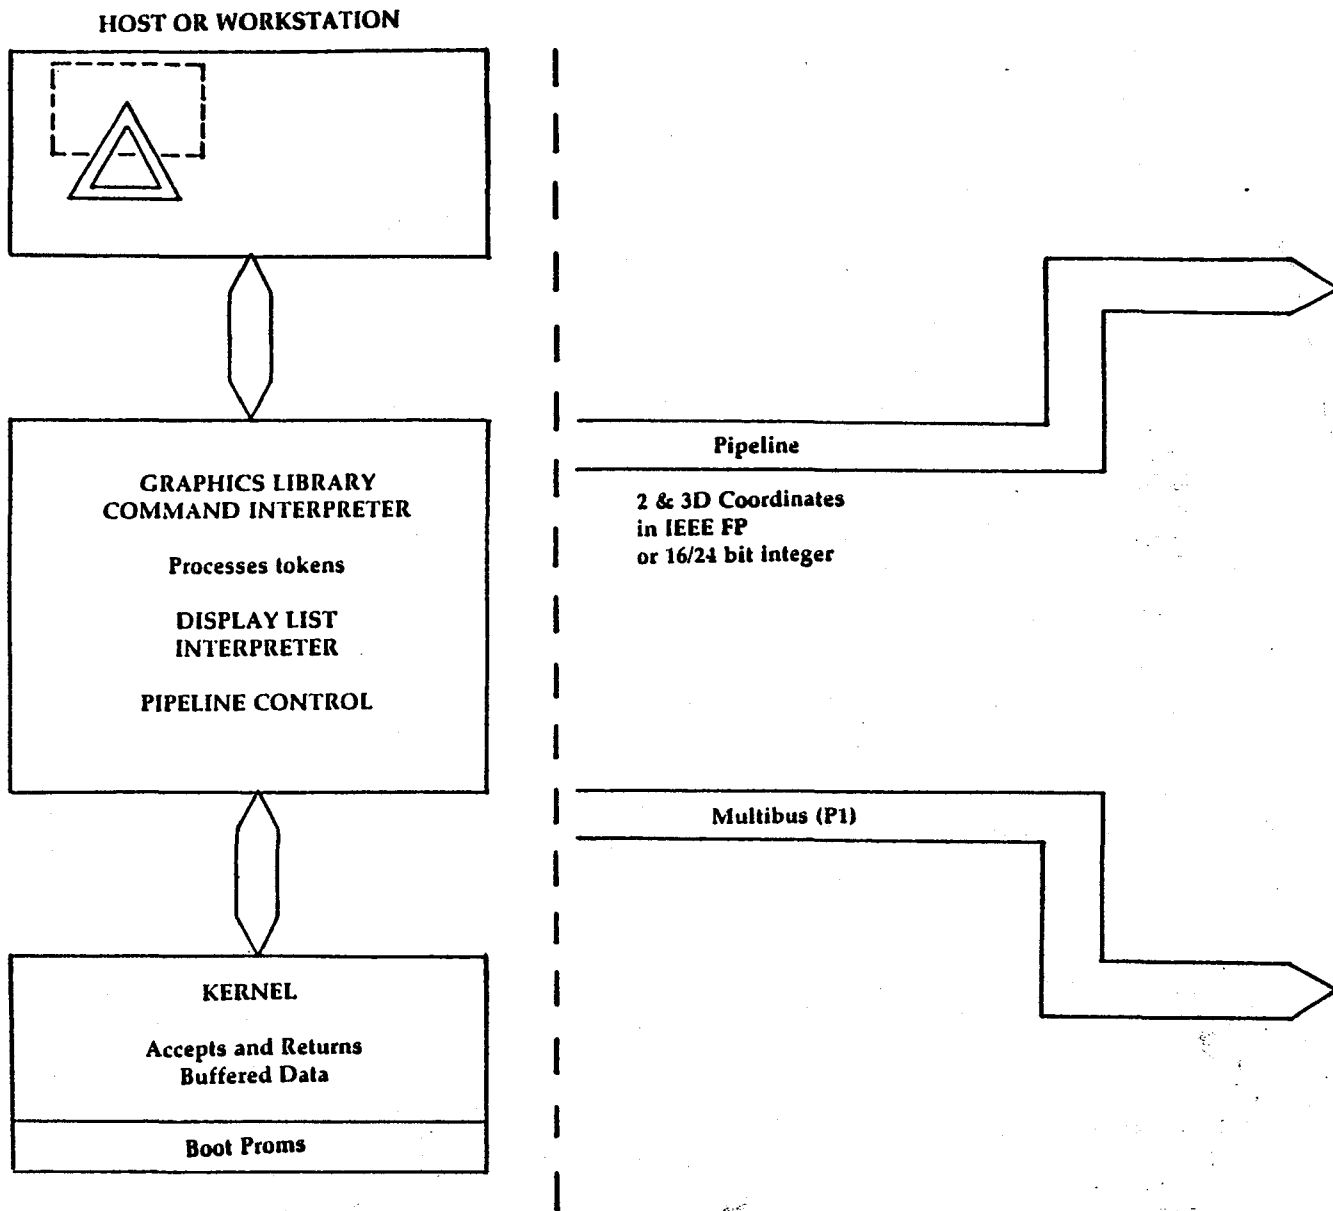 HOST OR WORKSTATION
GRAPHICS LIBRARY
COMMAND INTERPRETER
Processes tokens
DISPLAY LIST
INTERPRETER
PIPELINE CONTROL
KERNEL
Accepts and Returns
Buffered Data
Boot Proms
Pipeline
2 & 3D Coordinates
in IEEE FP
or 16/24 bit integer
Multibus (P1)